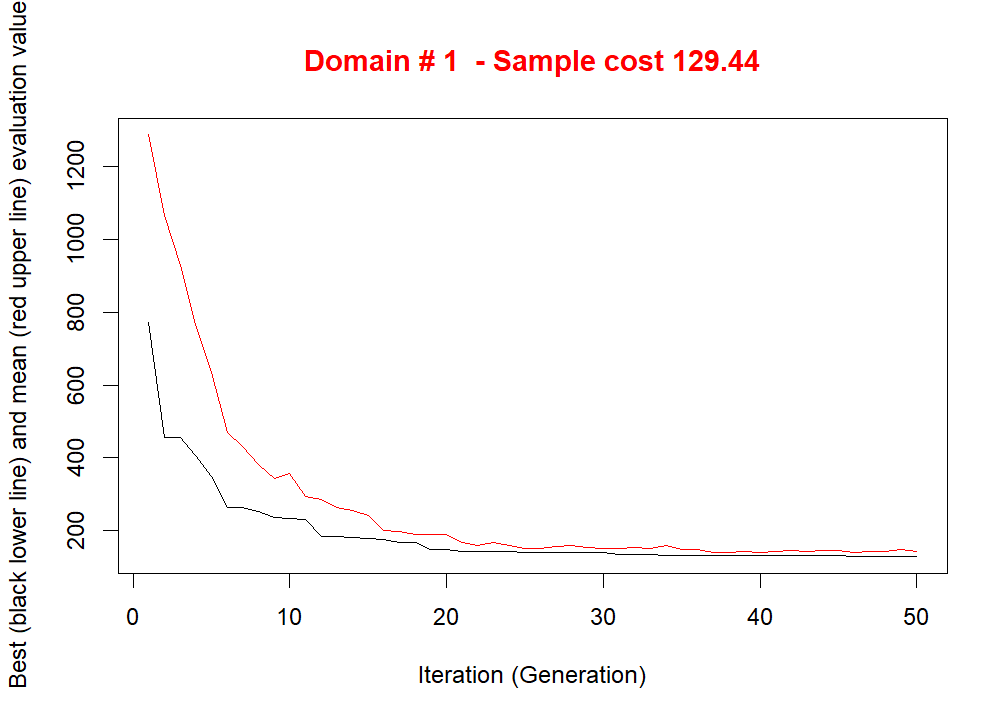 Domain # 1  - Sample cost 129.44
Best (black lower line) and mean (red upper line) evaluation value
1200
1000
800
600
400
200
0 10 20 30 40 50
Iteration (Generation)